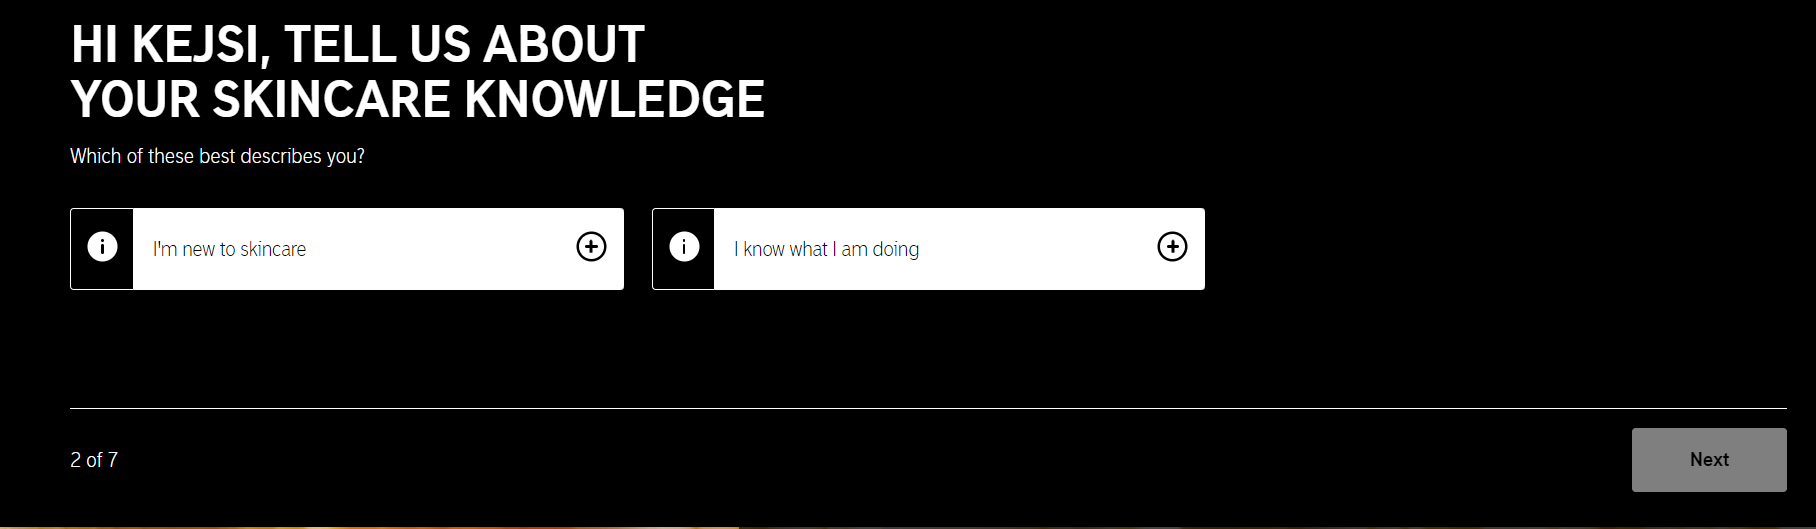 HI KEJSI, TELL US ABOUT
YOUR SKINCARE KNOWLEDGE
Which of these best describes you?
I'm new to skincare
I know what I am doing
2 of 7
Next